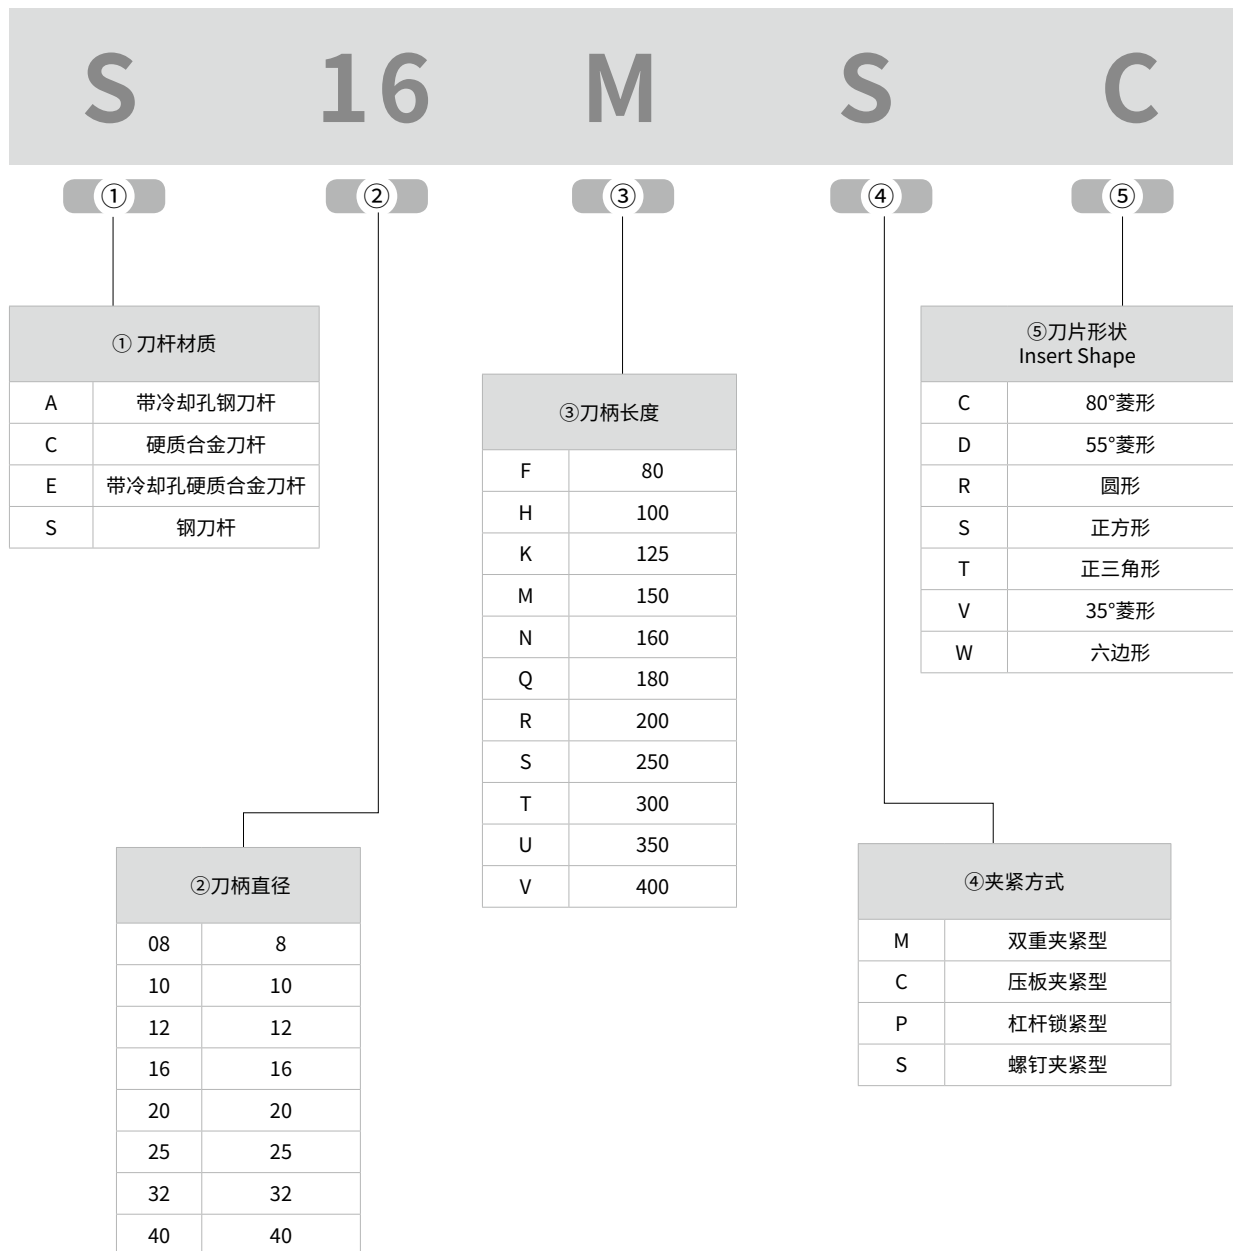 S 16 M S C
① ② ③ ④ ⑤
① 刀杆材质
A 带冷却孔钢刀杆
C 硬质合金刀杆
E 带冷却孔硬质合金刀杆
S 钢刀杆
②刀柄直径
08 8
10 10
12 12
16 16
20 20
25 25
32 32
40 40
③刀柄长度
F 80
H 100
K 125
M 150
N 160
Q 180
R 200
S 250
T 300
U 350
V 400
④夹紧方式
M 双重夹紧型
C 压板夹紧型
P 杠杆锁紧型
S 螺钉夹紧型
⑤刀片形状
Insert Shape
C 80°菱形
D 55°菱形
R 圆形
S 正方形
T 正三角形
V 35°菱形
W 六边形